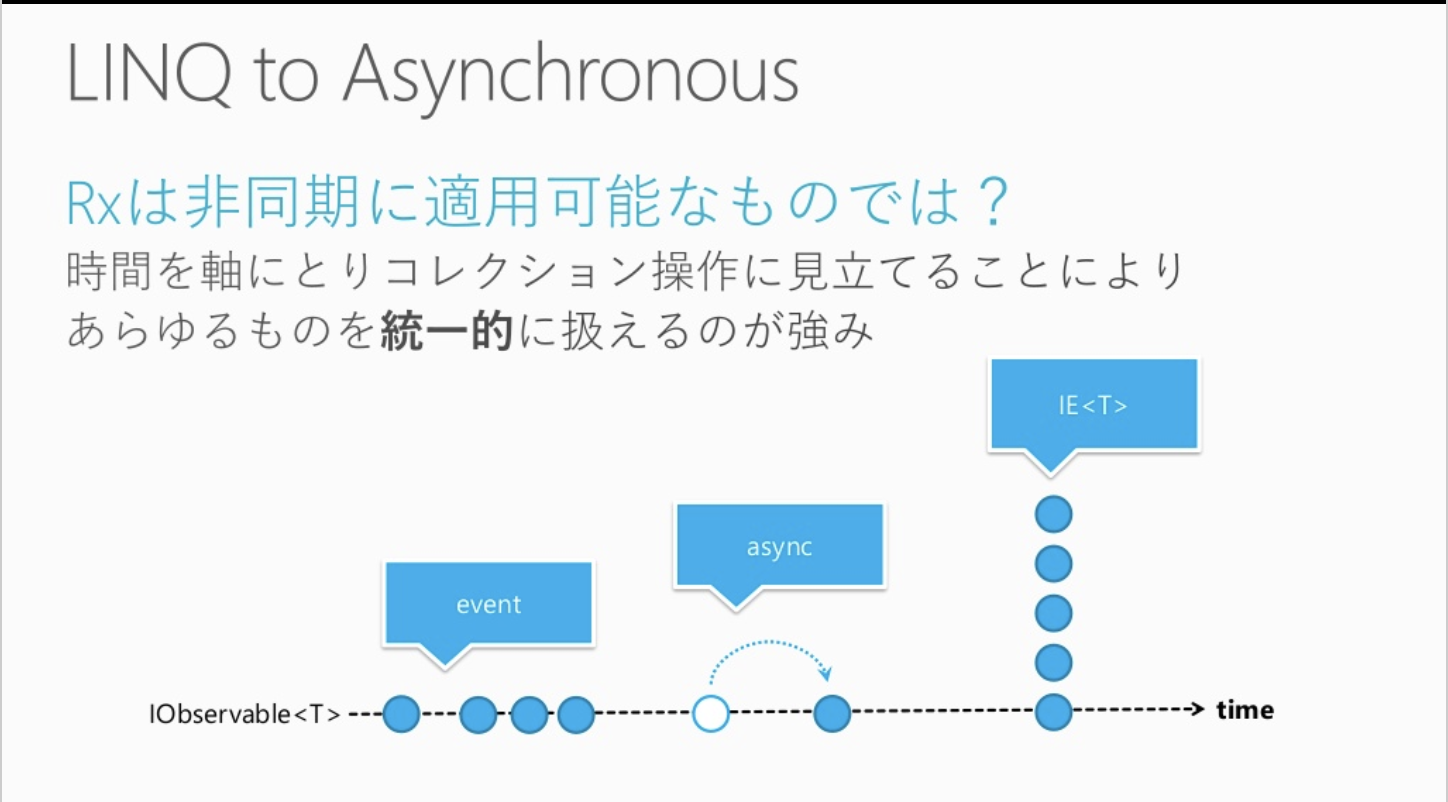 LINQ to Asynchronous
Rxは非同期に適用可能なものでは？
時間を軸にとりコレクション操作に見立てることにより
あらゆるものを統一的に扱えるのが強み
IE<T>
async
event
IObservable<T>
time